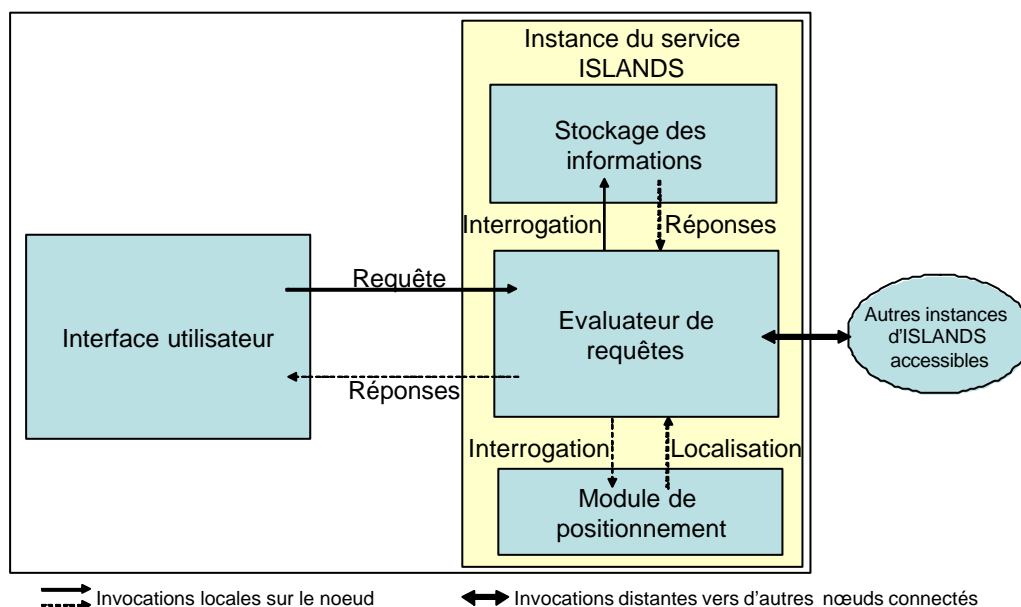 Instance du service
ISLANDS
Stockage des
informations
Interrogation
Réponses
Requête
Interface utilisateur
Evaluateur de
requêtes
Autres instances
d'ISLANDS
accessibles
Réponses
Interrogation
Localisation
Module de
positionnement
Invocations locales sur le noeud
Invocations distantes vers d'autres nœuds connectés